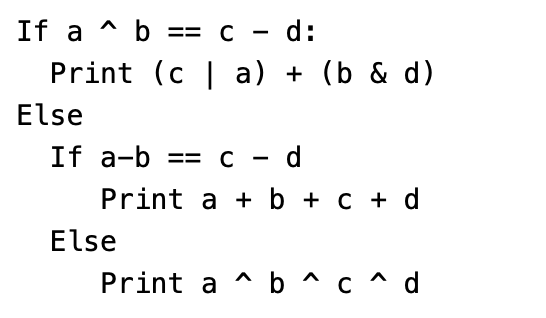 If a ^ b == c - d:
Print (c | a) + (b & d)
Else
If a-b == c - d
Print a + b + c + d
Else
Print a ^ b ^ c ^ d